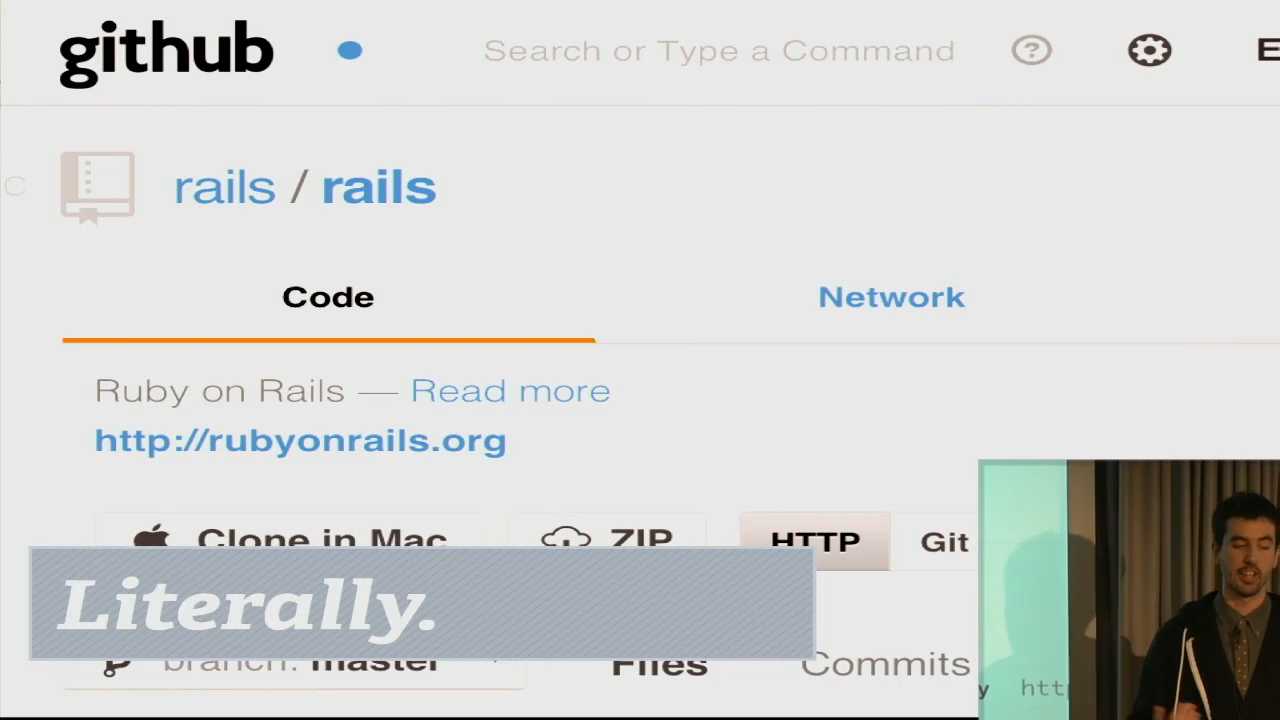 github Search or Type a Command ?
rails / rails
Code Network
Ruby on Rails — Read more
http://rubyonrails.org
Clone in Mac ZIP HTTP Git
Literally.
branch: master Files Commits